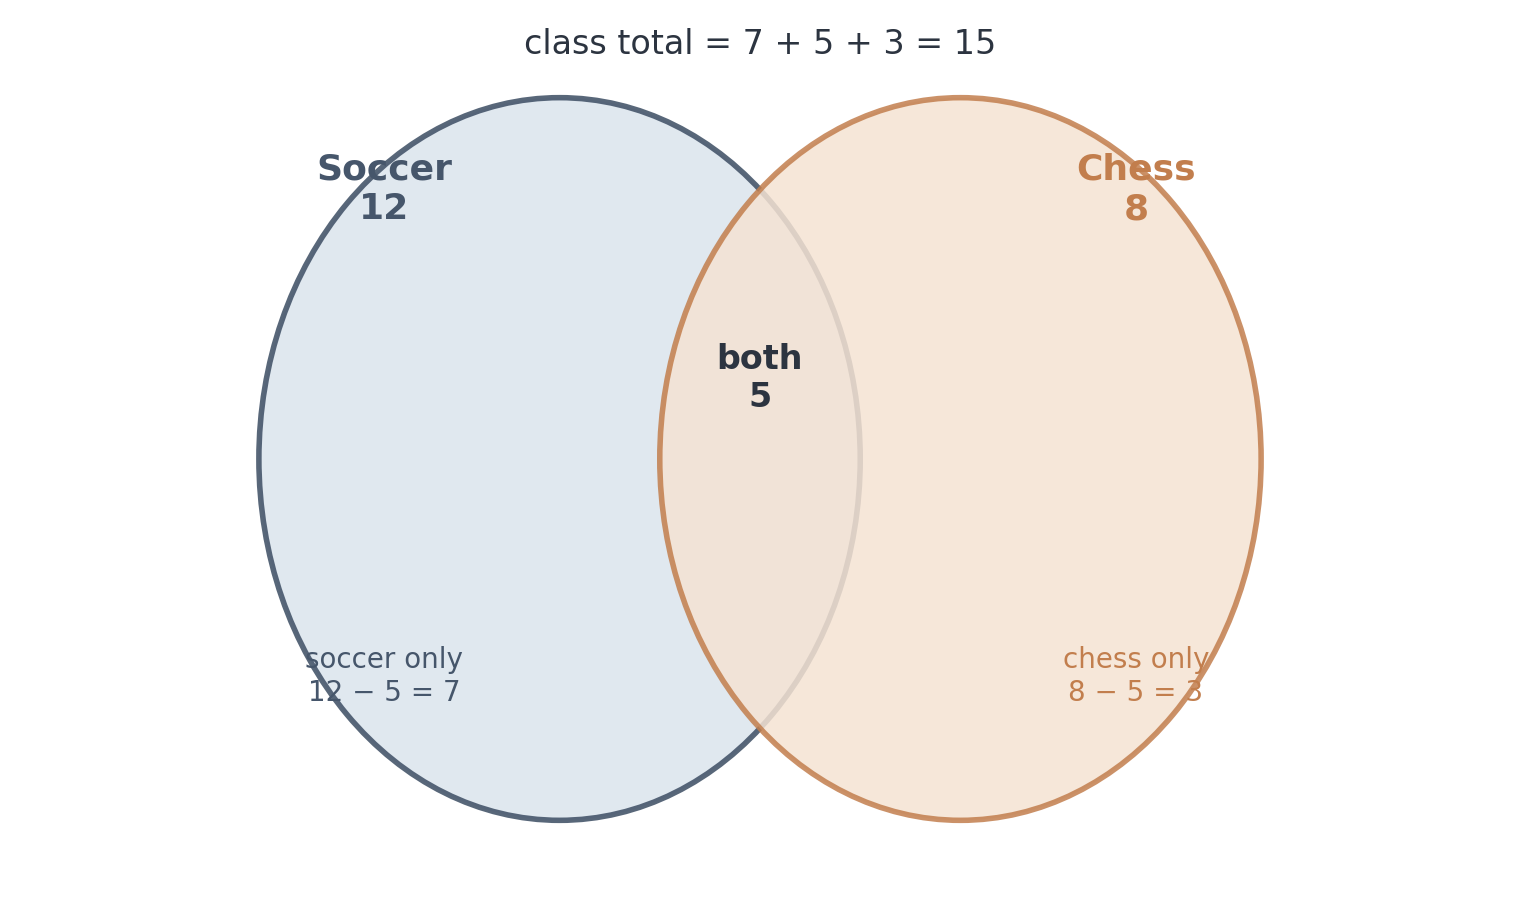 class total = 7 + 5 + 3 = 15
Soccer
12
Chess
8
both
5
soccer only
12 − 5 = 7
chess only
8 − 5 = 3